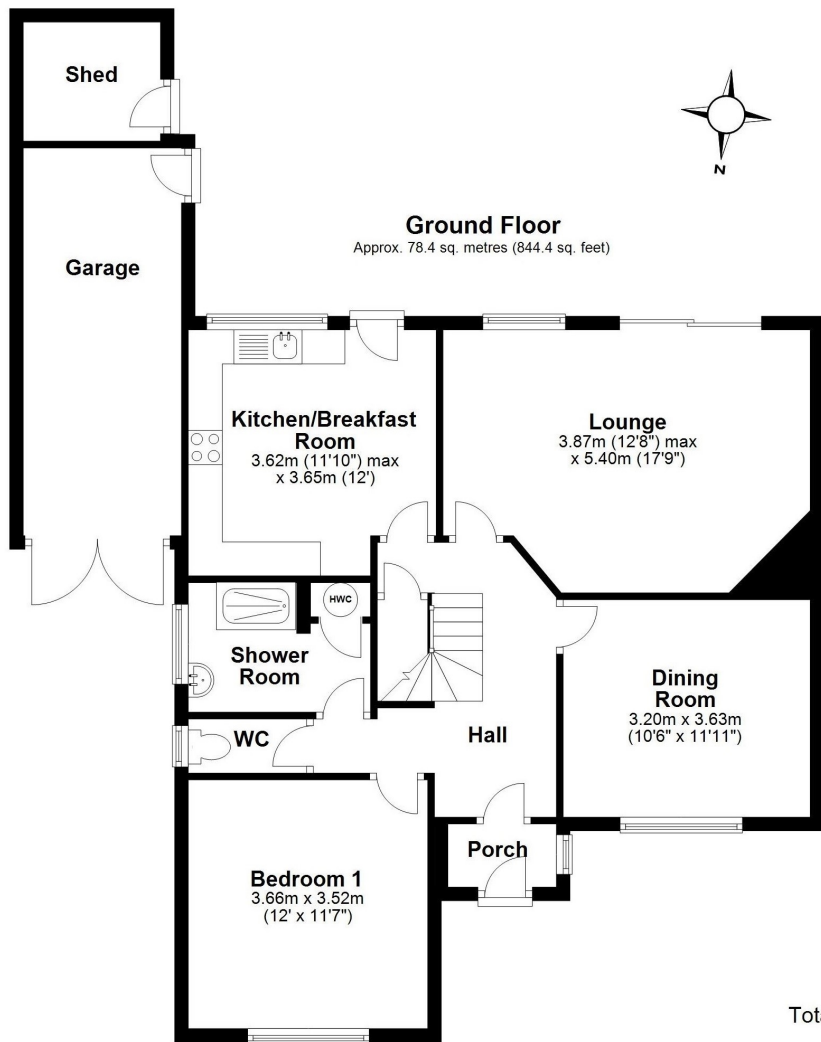 Shed
N
Ground Floor
Approx. 78.4 sq. metres (844.4 sq. feet)
Garage
Kitchen/Breakfast
Room
3.62m (11'10") max
x 3.65m (12')
Lounge
3.87m (12'8") max
x 5.40m (17'9")
HWC
Shower
Room
Dining
Room
3.20m x 3.63m
(10'6" x 11'11")
WC
Hall
Porch
Bedroom 1
3.66m x 3.52m
(12' x 11'7")
Tota